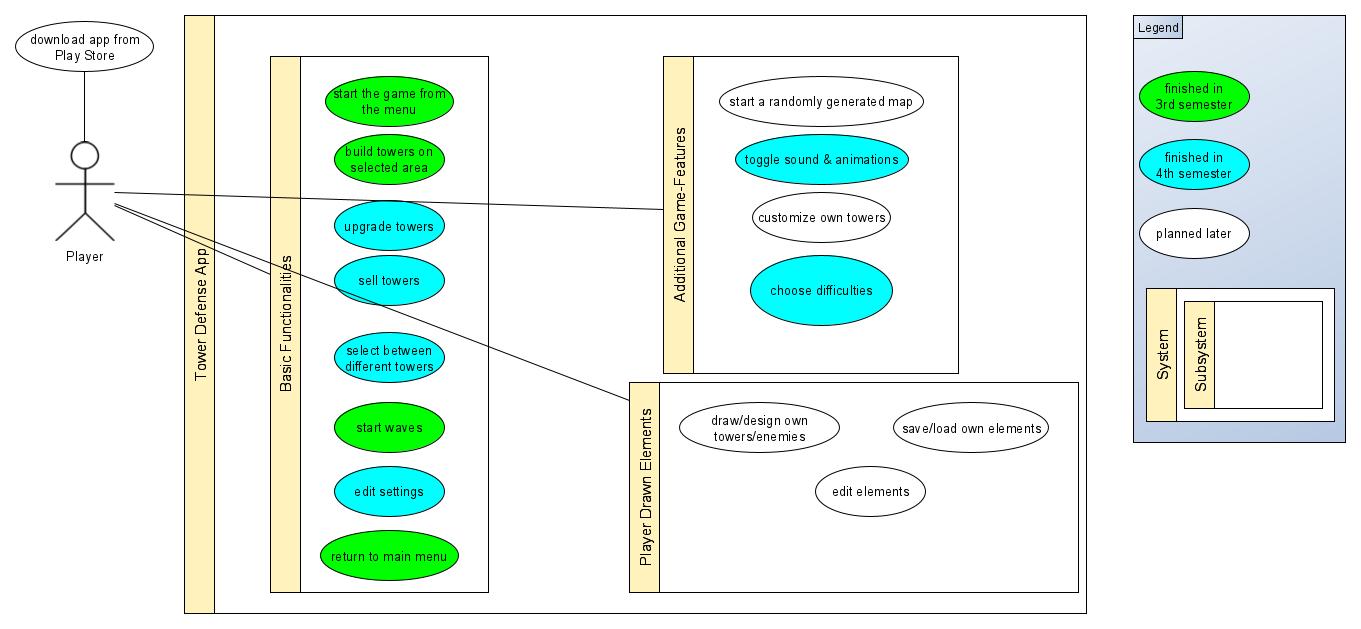 download app from
Play Store
Player
Tower Defense App
Basic Functionalities
start the game from
the menu
build towers on
selected area
upgrade towers
sell towers
select between
different towers
start waves
edit settings
return to main menu
Additional Game-Features
start a randomly generated map
toggle sound & animations
customize own towers
choose difficulties
Player Drawn Elements
draw/design own
towers/enemies
save/load own elements
edit elements
Legend
finished in
3rd semester
finished in
4th semester
planned later
System
Subsystem